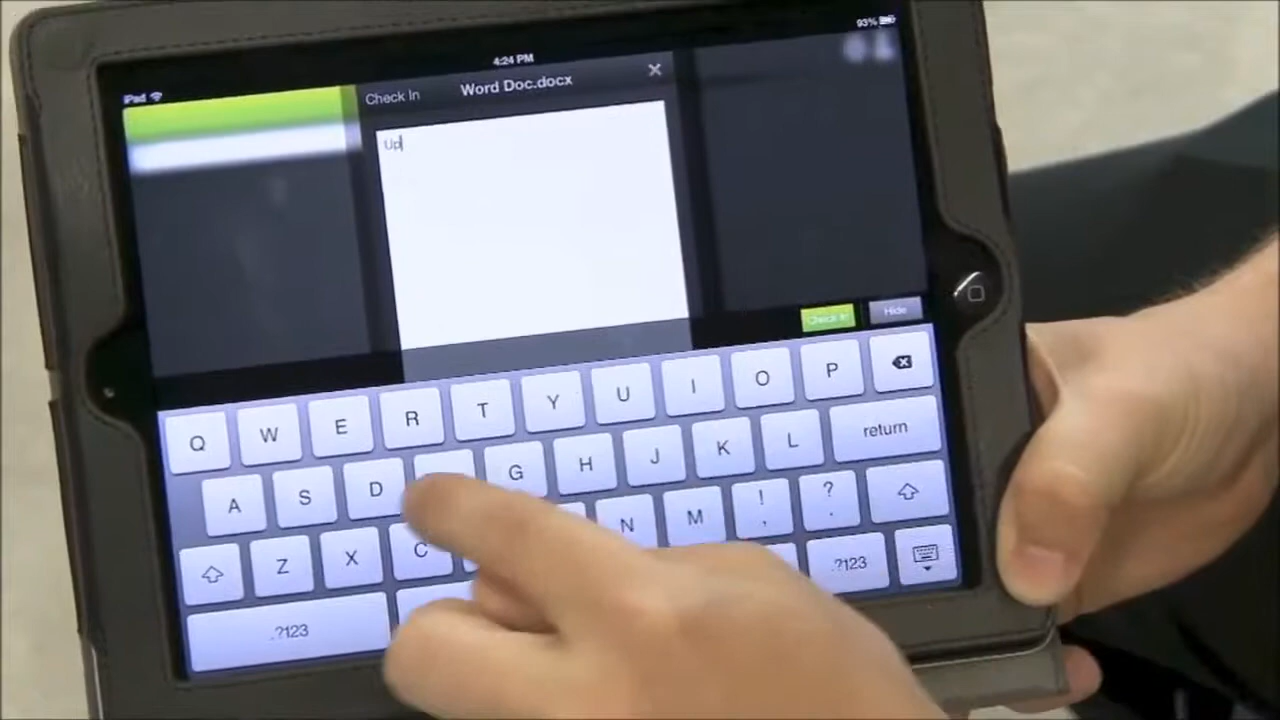 93%
4:24 PM
iPad
Check In
Word Doc.docx
Up
Check In
Hide
Q W E R T Y U I O P
A S D G H J K L return
Z X C N M ! , ? .
.?123 .?123